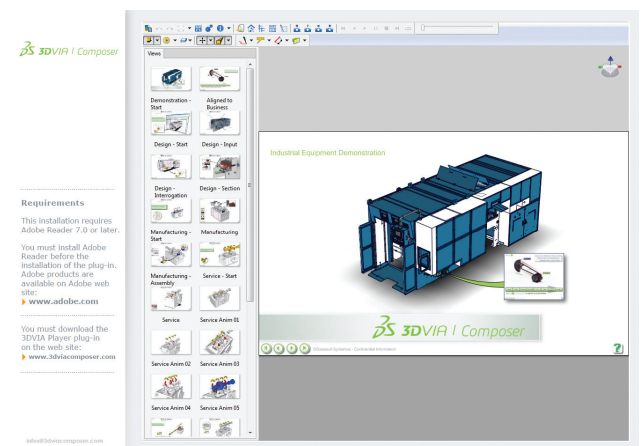 3DVIA | Composer
Requirements
This installation requires
Adobe Reader 7.0 or later.
You must install Adobe
Reader before the
installation of the plug-in.
Adobe products are
available on Adobe web
site:
www.adobe.com
You must download the
3DVIA Player plug-in
on the web site:
www.3dviacomposer.com
infos@3dviacomposer.com
Views
Demonstration -
Start
Aligned to
Business
Design - Start
Design - Input
Design -
Interrogation
Design - Section
Manufacturing -
Start
Manufacturing
Manufacturing -
Assembly
Service - Start
Service
Service Anim 01
Service Anim 02
Service Anim 03
Service Anim 04
Service Anim 05
Industrial Equipment Demonstration
3DVIA | Composer
?